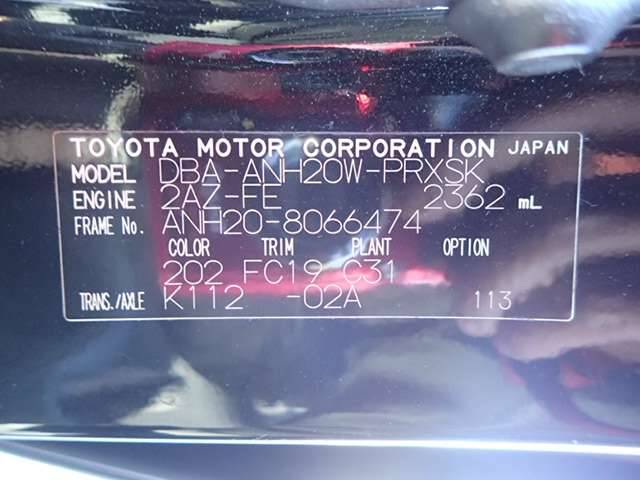 TOYOTA MOTOR CORPORATION JAPAN
MODEL DBA-ANH20W-PRXSK
ENGINE 2AZ-FE 2362 mL
FRAME No. ANH20-8066474
COLOR TRIM PLANT OPTION
202 FC19 C31
TRANS./AXLE K112 -02A 113